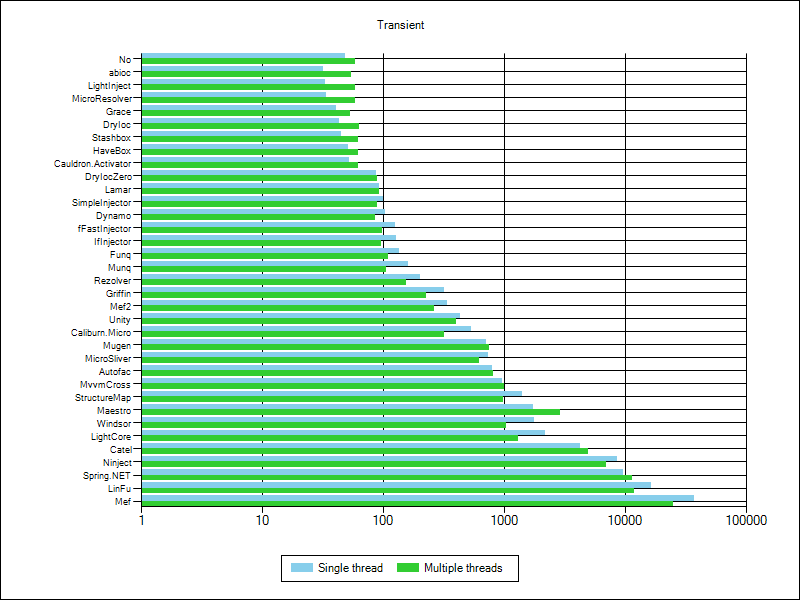 Transient
No
abioc
LightInject
MicroResolver
Grace
DryIoc
Stashbox
HaveBox
Cauldron.Activator
DryIocZero
Lamar
SimpleInjector
Dynamo
fFastInjector
IfInjector
Funq
Munq
Rezolver
Griffin
Mef2
Unity
Caliburn.Micro
Mugen
MicroSliver
Autofac
MvvmCross
StructureMap
Maestro
Windsor
LightCore
Catel
Ninject
Spring.NET
LinFu
Mef
1 10 100 1000 10000 100000
Single thread Multiple threads